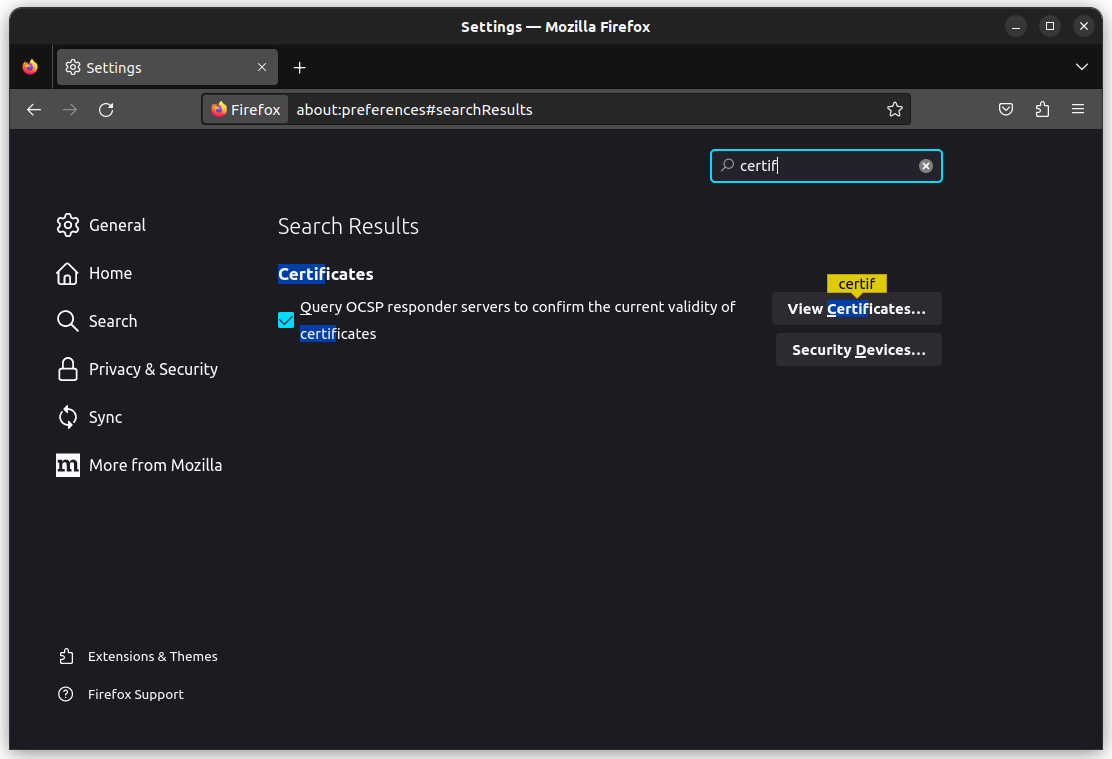 Settings — Mozilla Firefox
Settings
Firefox about:preferences#searchResults
certif
General
Home
Search
Privacy & Security
Sync
m More from Mozilla
Extensions & Themes
Firefox Support
Search Results
Certificates
Query OCSP responder servers to confirm the current validity of
certificates
certif
View Certificates...
Security Devices...